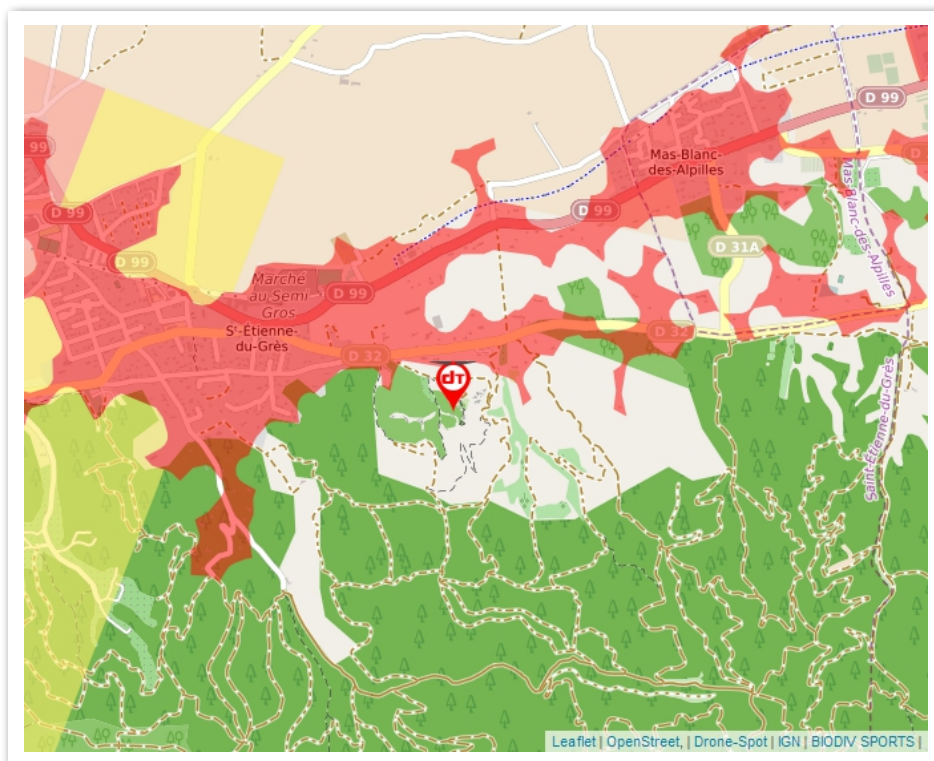 D 99
99
Mas-Blanc-
des-Alpilles
Mas-Blanc-des-Alpilles
D 99
D 99
D 31A
D 99
Marché
au Semi
Gros
D 99
St-Étienne-
du-Grès
D 32
D 32
dT
Saint-Étienne-du-Grès
Leaflet | OpenStreet, | Drone-Spot | IGN | BIODIV SPORTS |